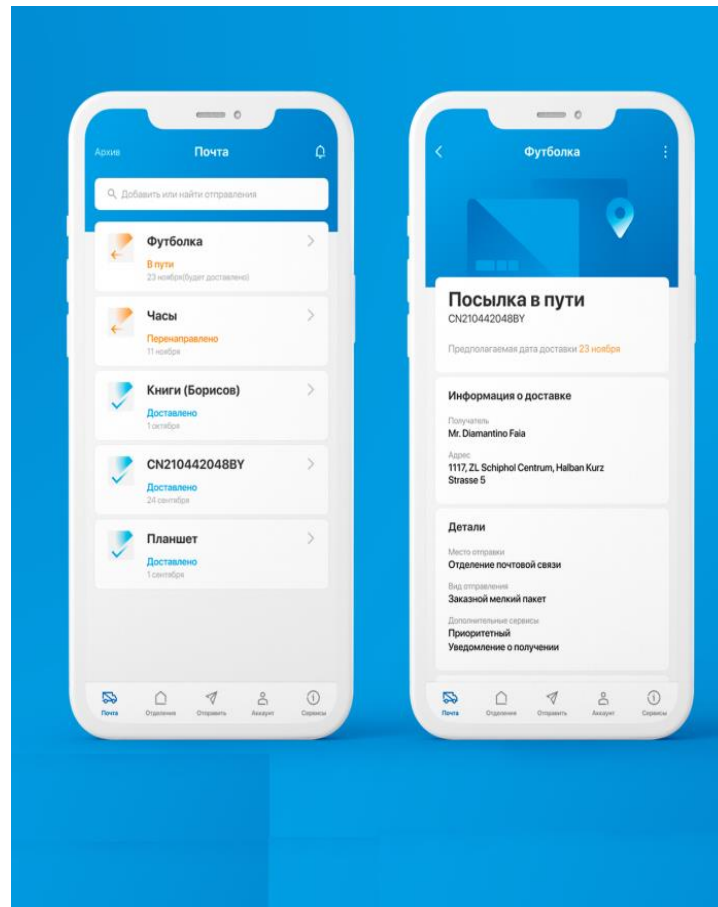 Архив
Почта
Добавить или найти отправления
Футболка
В пути
23 ноября(будет доставлено)
Часы
Перенаправлено
11 ноября
Книги (Борисов)
Доставлено
1 октября
CN210442048BY
Доставлено
24 сентября
Планшет
Доставлено
1 сентября
Почта Отделения Отправить Аккаунт Сервисы
Футболка
Посылка в пути
CN210442048BY
Предполагаемая дата доставки 23 ноября
Информация о доставке
Получатель
Mr. Diamantino Faia
Адрес
1117, ZL Schiphol Centrum, Halban Kurz
Strasse 5
Детали
Место отправки
Отделение почтовой связи
Вид отправления
Заказной мелкий пакет
Дополнительные сервисы
Приоритетный
Уведомление о получении
Почта Отделения Отправить Аккаунт Сервисы